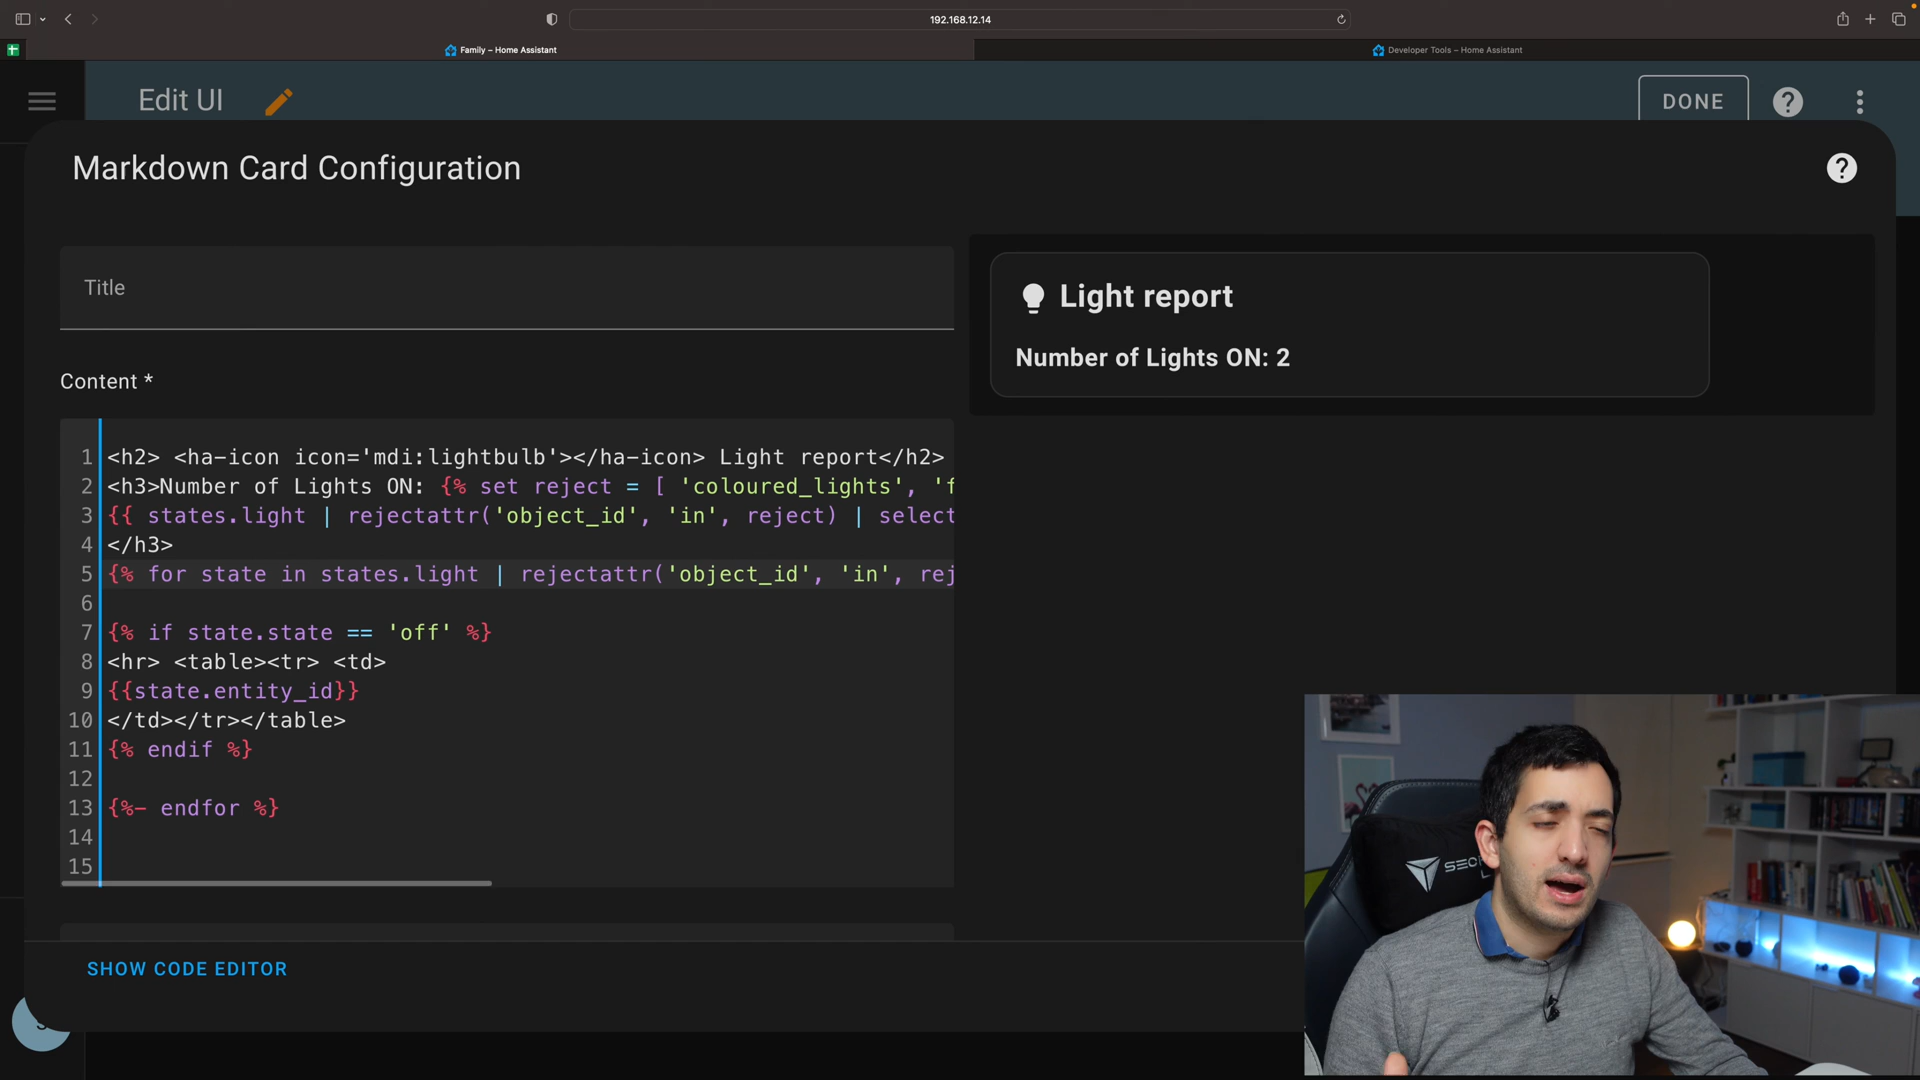 192.168.12.14
Family – Home Assistant
Developer Tools – Home Assistant
Edit UI
DONE
Markdown Card Configuration
Title
Light report
Number of Lights ON: 2
Content *
1 <h2> <ha-icon icon='mdi:lightbulb'></ha-icon> Light report</h2>
2 <h3>Number of Lights ON: {% set reject = [ 'coloured_lights', 'f
3 {{ states.light | rejectattr('object_id', 'in', reject) | select
4 </h3>
5 {% for state in states.light | rejectattr('object_id', 'in', rej
6
7 {% if state.state == 'off' %}
8 <hr> <table><tr> <td>
9 {{state.entity_id}}
10 </td></tr></table>
11 {% endif %}
12
13 {%- endfor %}
14
15
SHOW CODE EDITOR